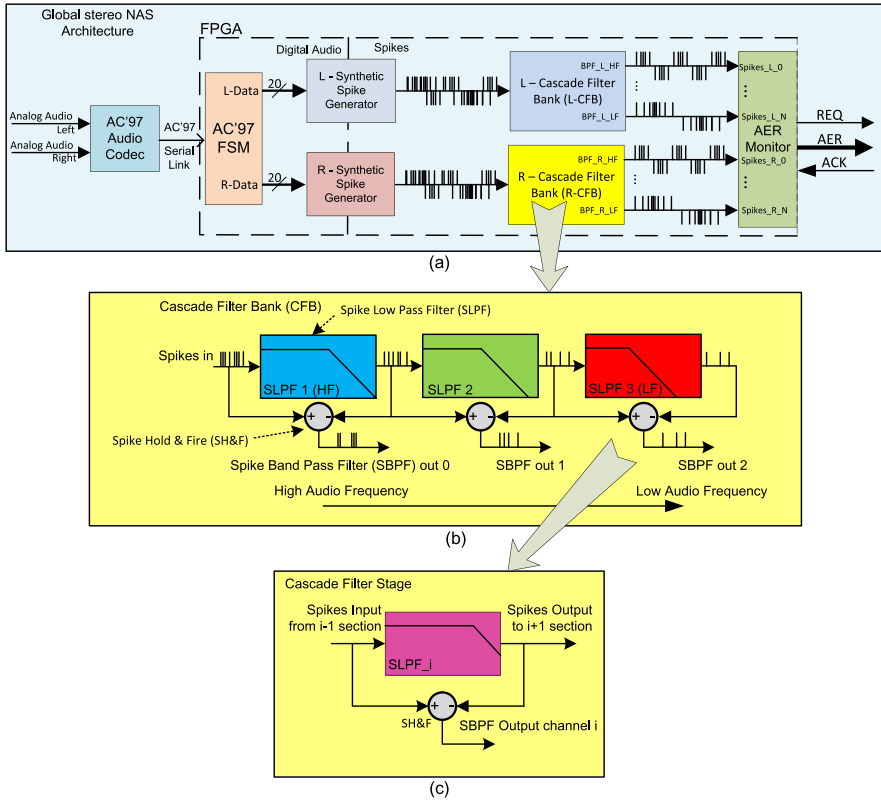 Global stereo NAS
Architecture
FPGA
Digital Audio
Spikes
Analog Audio
Left
Analog Audio
Right
AC'97
Audio
Codec
AC'97
Serial
Link
L-Data
AC'97
FSM
R-Data
20
20
L - Synthetic
Spike
Generator
R - Synthetic
Spike
Generator
BPF_L_HF
L – Cascade Filter
Bank (L-CFB)
BPF_L_LF
BPF_R_HF
R – Cascade Filter
Bank (R-CFB)
BPF_R_LF
Spikes_L_0
Spikes_L_N
AER
Monitor
Spikes_R_0
Spikes_R_N
REQ
AER
ACK
(a)
Cascade Filter Bank (CFB)
Spike Low Pass Filter (SLPF)
Spikes in
SLPF 1 (HF)
SLPF 2
SLPF 3 (LF)
+ -
+ -
+ -
Spike Hold & Fire (SH&F)
Spike Band Pass Filter (SBPF) out 0
SBPF out 1
SBPF out 2
High Audio Frequency
Low Audio Frequency
(b)
Cascade Filter Stage
Spikes Input
from i-1 section
Spikes Output
to i+1 section
SLPF_i
+ -
SH&F
SBPF Output channel i
(c)